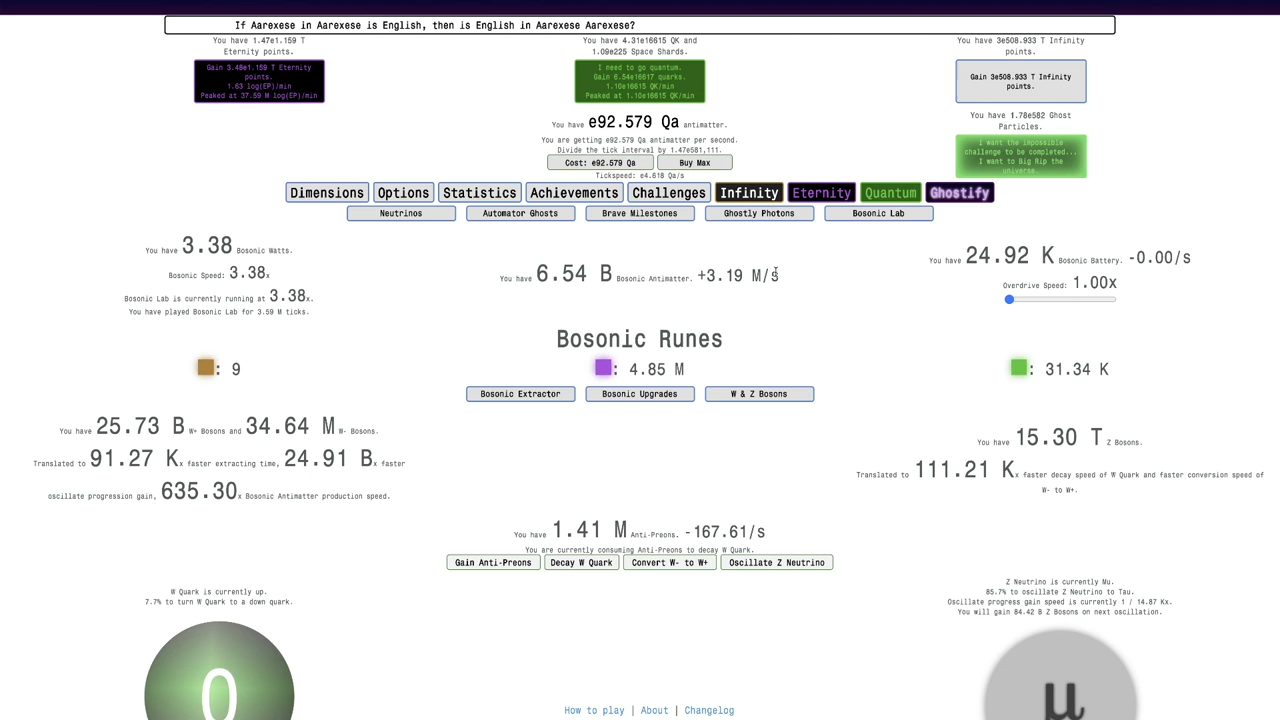 If Aarexese in Aarexese is English, then is English in Aarexese Aarexese?
You have 1.47e1.159 T
Eternity points.
Gain 3.48e1.159 T Eternity
points.
1.63 log(EP)/min
Peaked at 37.59 M log(EP)/min
You have 4.31e16615 QK and
1.09e225 Space Shards.
I need to go quantum.
Gain 6.54e16617 quarks.
1.10e16615 QK/min
Peaked at 1.10e16615 QK/min
You have 3e508.933 T Infinity
points.
Gain 3e508.933 T Infinity
points.
You have 1.78e582 Ghost
Particles.
I want the impossible
challenge to be completed...
I want to Big Rip the
universe.
You have e92.579 Qa antimatter.
You are getting e92.579 Qa antimatter per second.
Divide the tick interval by 1.47e581,111.
Cost: e92.579 Qa
Buy Max
Tickspeed: e4.618 Qa/s
Dimensions
Options
Statistics
Achievements
Challenges
Infinity
Eternity
Quantum
Ghostify
Neutrinos
Automator Ghosts
Brave Milestones
Ghostly Photons
Bosonic Lab
You have 3.38 Bosonic Watts.
Bosonic Speed: 3.38x
Bosonic Lab is currently running at 3.38x.
You have played Bosonic Lab for 3.59 M ticks.
You have 6.54 B Bosonic Antimatter. +3.19 M/s
You have 24.92 K Bosonic Battery. -0.00/s
Overdrive Speed: 1.00x
Bosonic Runes
: 9
: 4.85 M
: 31.34 K
Bosonic Extractor
Bosonic Upgrades
W & Z Bosons
You have 25.73 B W+ Bosons and 34.64 M W- Bosons.
Translated to 91.27 Kx faster extracting time, 24.91 Bx faster
oscillate progression gain, 635.30x Bosonic Antimatter production speed.
You have 15.30 T Z Bosons.
Translated to 111.21 Kx faster decay speed of W Quark and faster conversion speed of
W- to W+.
You have 1.41 M Anti-Preons. -167.61/s
You are currently consuming Anti-Preons to decay W Quark.
Gain Anti-Preons
Decay W Quark
Convert W- to W+
Oscillate Z Neutrino
W Quark is currently up.
7.7% to turn W Quark to a down quark.
0
Z Neutrino is currently Mu.
85.7% to oscillate Z Neutrino to Tau.
Oscillate progress gain speed is currently 1 / 14.87 Kx.
You will gain 84.42 B Z Bosons on next oscillation.
μ
How to play | About | Changelog